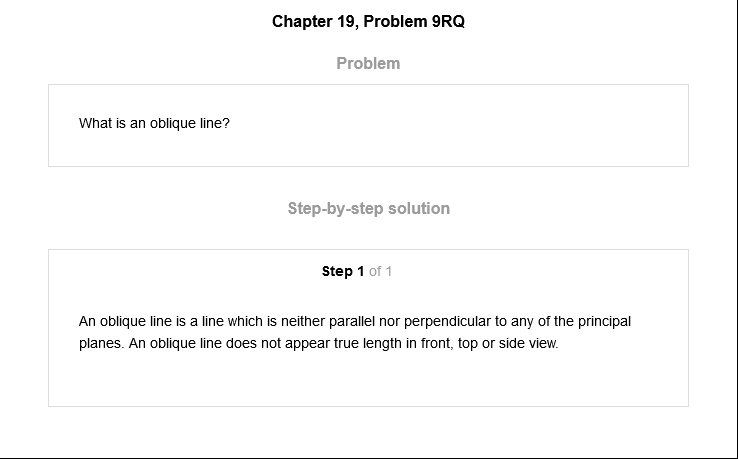 Chapter 19, Problem 9RQ
Problem
What is an oblique line?
Step-by-step solution
Step 1 of 1
An oblique line is a line which is neither parallel nor perpendicular to any of the principal
planes. An oblique line does not appear true length in front, top or side view.